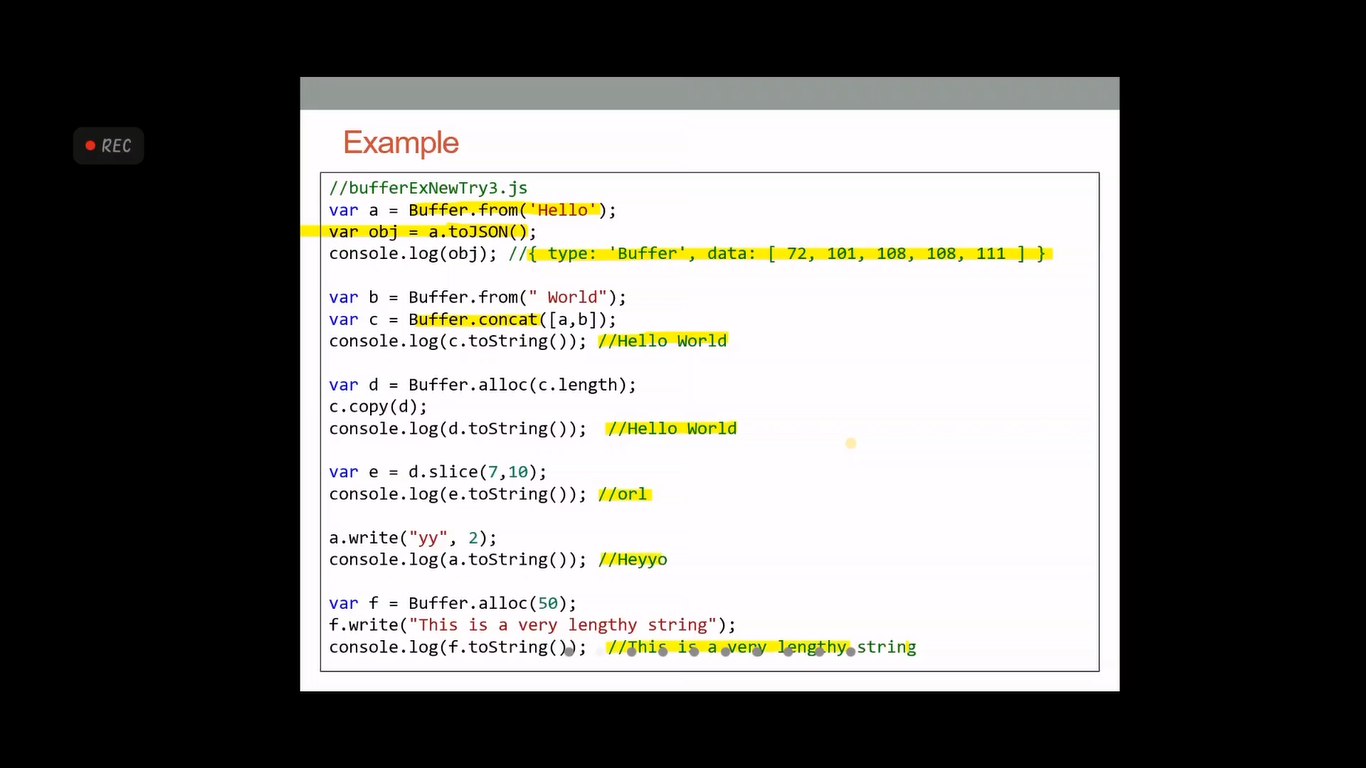 Example
REC
//bufferExNewTry3.js
var a = Buffer.from('Hello');
var obj = a.toJSON();
console.log(obj); //{ type: 'Buffer', data: [ 72, 101, 108, 108, 111 ] }
var b = Buffer.from(" World");
var c = Buffer.concat([a,b]);
console.log(c.toString()); //Hello World
var d = Buffer.alloc(c.length);
c.copy(d);
console.log(d.toString());  //Hello World
var e = d.slice(7,10);
console.log(e.toString()); //orl
a.write("yy", 2);
console.log(a.toString()); //Heyyo
var f = Buffer.alloc(50);
f.write("This is a very lengthy string");
console.log(f.toString());  //This is a very lengthy string